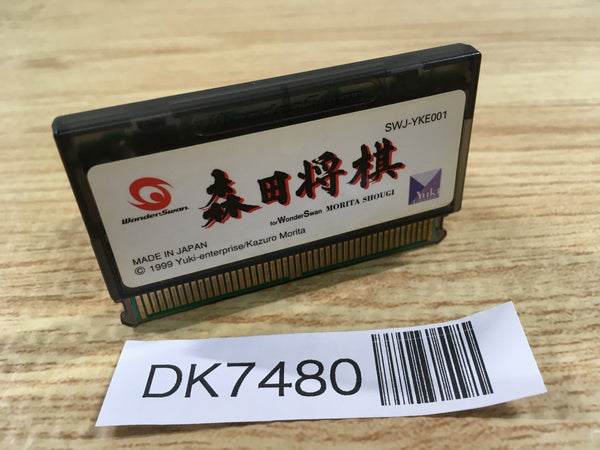 WonderSwan
SWJ-YKE001
WonderSwan
森田将棋
for WonderSwan MORITA SHOUGI
Yuki
MADE IN JAPAN
© 1999 Yuki-enterprise/Kazuro Morita
DK7480